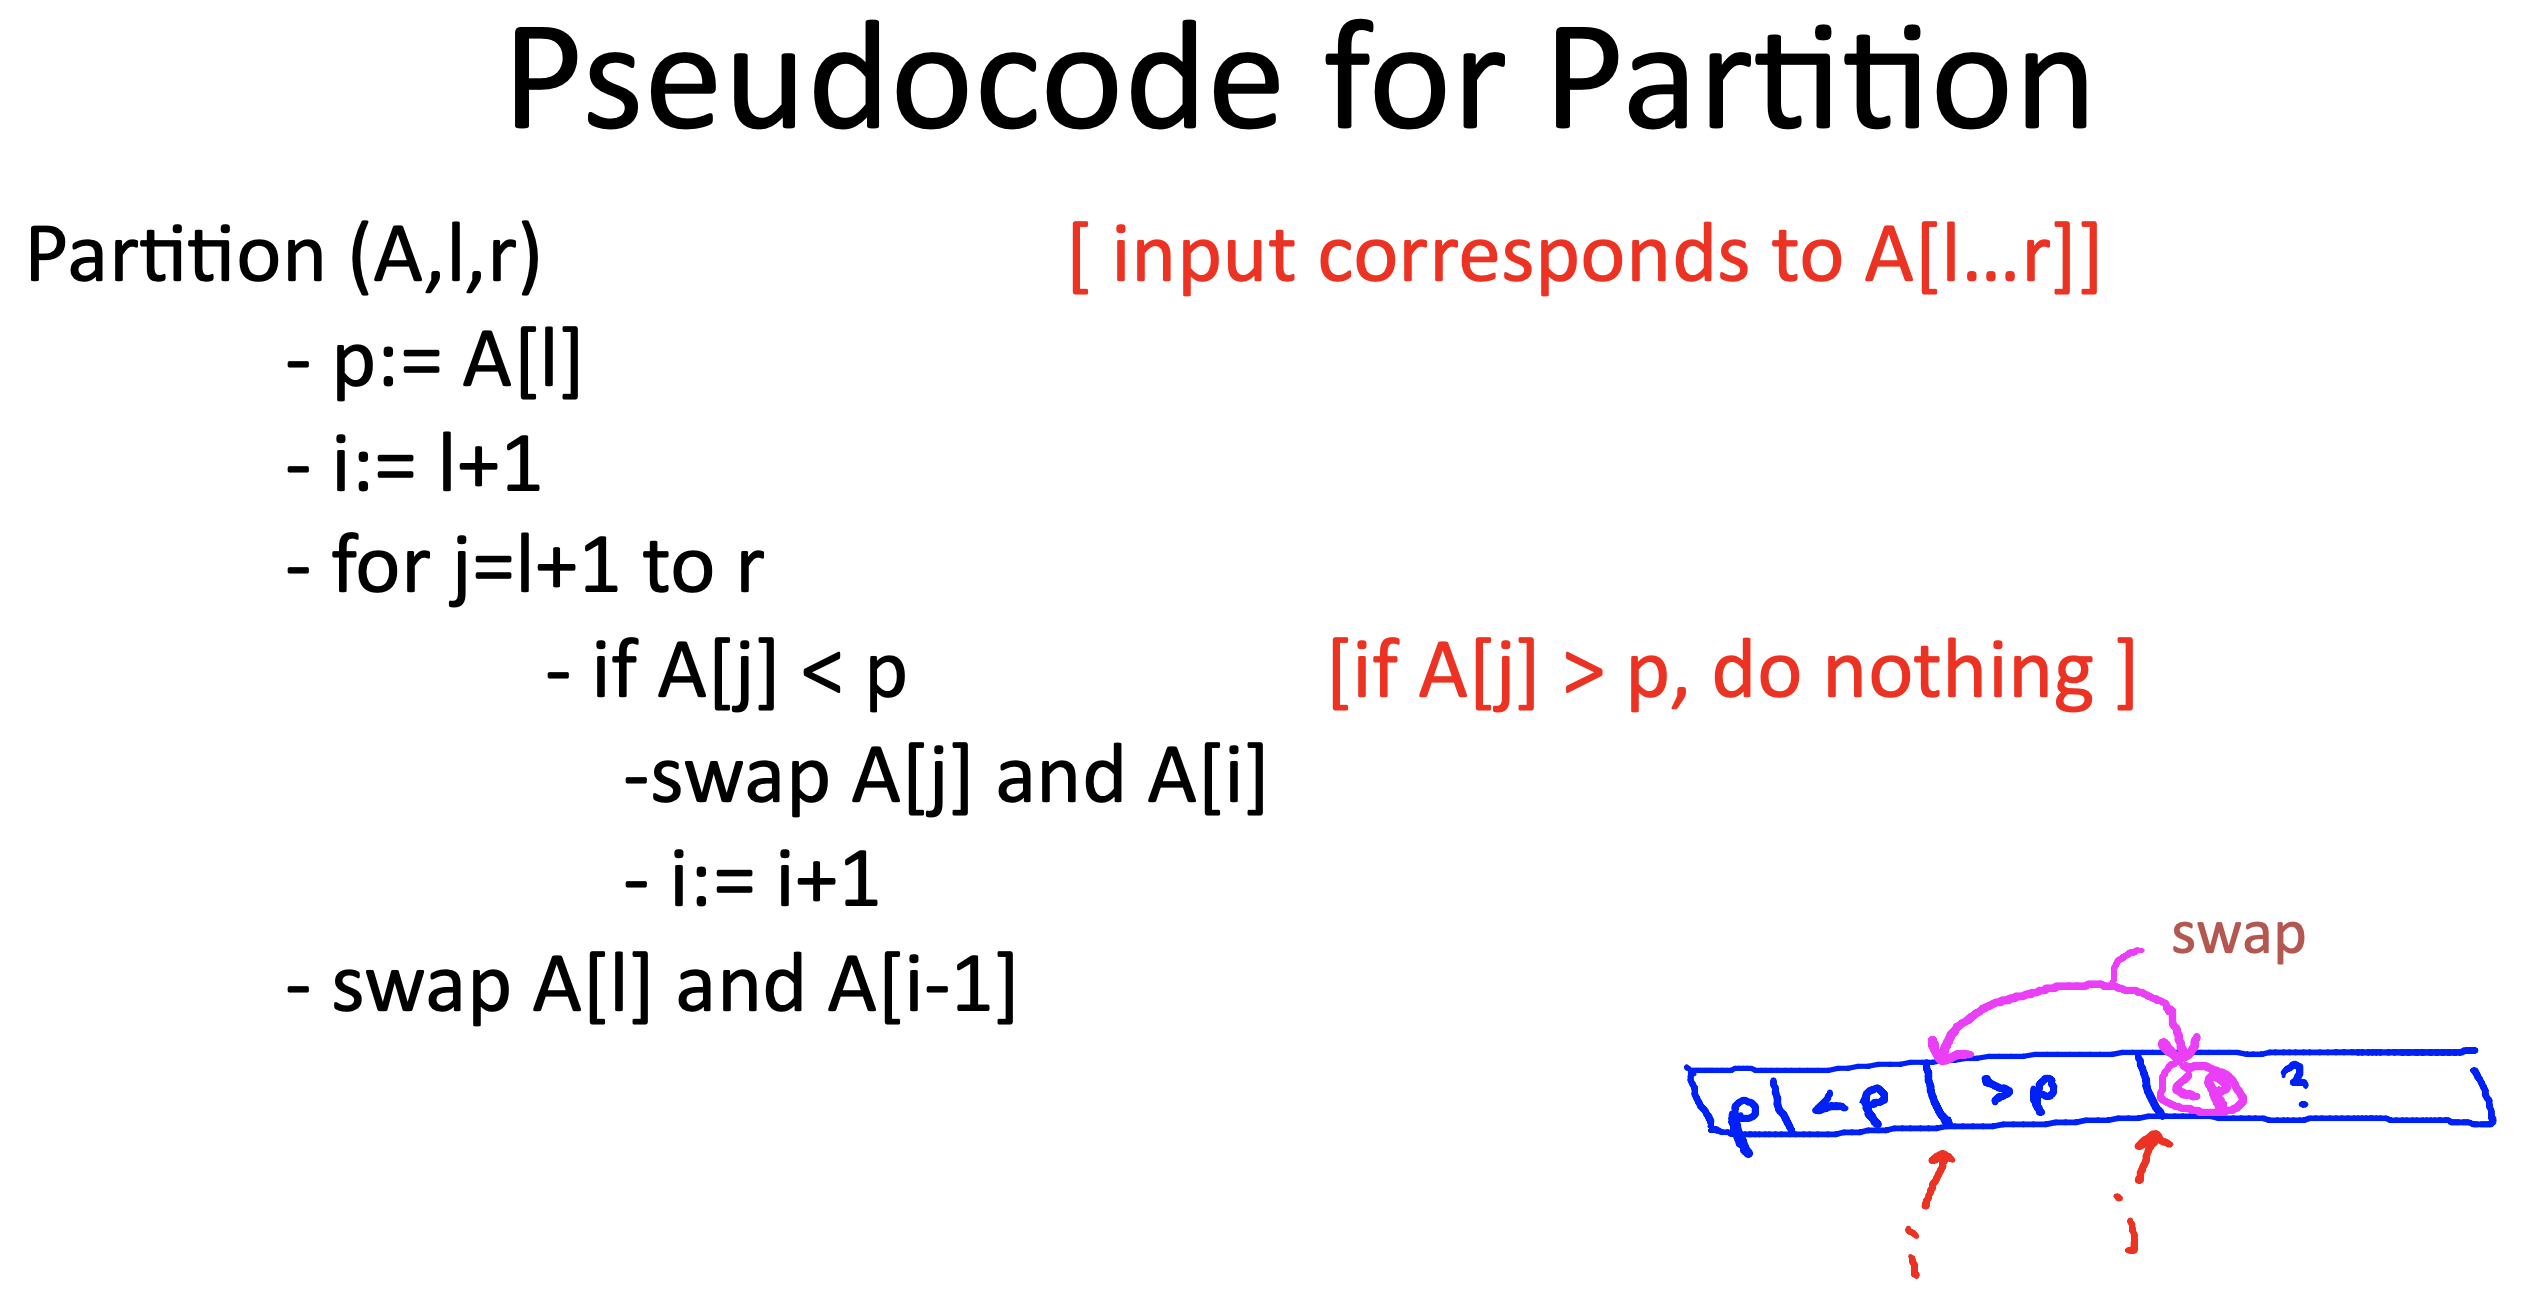 Pseudocode for Partition
Partition (A,l,r) [ input corresponds to A[l...r]]
- p:= A[l]
- i:= l+1
- for j=l+1 to r
- if A[j] < p [if A[j] > p, do nothing ]
-swap A[j] and A[i]
- i:= i+1
- swap A[l] and A[i-1]
swap
p <p >p <p ?
i j